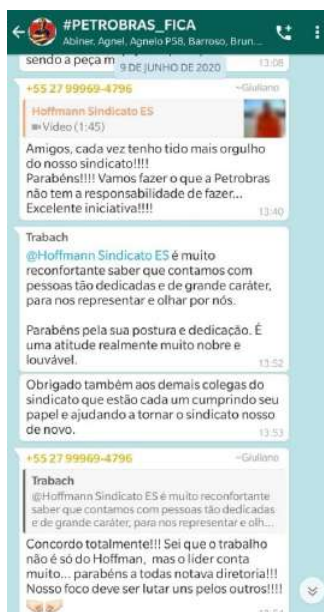 #PETROBRAS_FICA
Abiner, Agnel, Agnelo P58, Barroso, Brun...
sendo a peça m
13:08
9 DE JUNHO DE 2020
+55 27 99969-4796
~Giuliano
Hoffmann Sindicato ES
Vídeo (1:45)
Amigos, cada vez tenho tido mais orgulho
do nosso sindicato!!!!
Parabéns!!!! Vamos fazer o que a Petrobras
não tem a responsabilidade de fazer...
Excelente iniciativa!!!!
13:40
Trabach
@Hoffmann Sindicato ES é muito
reconfortante saber que contamos com
pessoas tão dedicadas e de grande caráter,
para nos representar e olhar por nós.
Parabéns pela sua postura e dedicação. É
uma atitude realmente muito nobre e
louvável.
13:52
Obrigado também aos demais colegas do
sindicato que estão cada um cumprindo seu
papel e ajudando a tornar o sindicato nosso
de novo.
13:53
+55 27 99969-4796
~Giuliano
Trabach
@Hoffmann Sindicato ES é muito reconfortante
saber que contamos com pessoas tão dedicadas
e de grande caráter, para nos representar e olh...
Concordo totalmente!!! Sei que o trabalho
não é só do Hoffman, mas o líder conta
muito... parabéns a todas notava diretoria!!!
Nosso foco deve ser lutar uns pelos outros!!!!